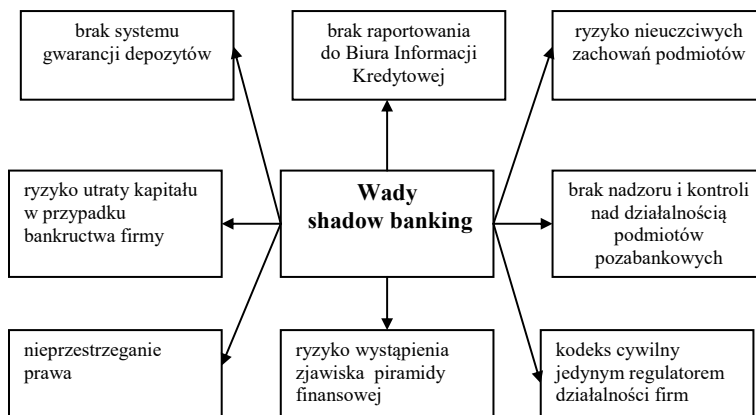 brak systemu
gwarancji depozytów
brak raportowania
do Biura Informacji
Kredytowej
ryzyko nieuczciwych
zachowań podmiotów
ryzyko utraty kapitału
w przypadku
bankructwa firmy
Wady
shadow banking
brak nadzoru i kontroli
nad działalnością
podmiotów
pozabankowych
nieprzestrzeganie
prawa
ryzyko wystąpienia
zjawiska piramidy
finansowej
kodeks cywilny
jedynym regulatorem
działalności firm